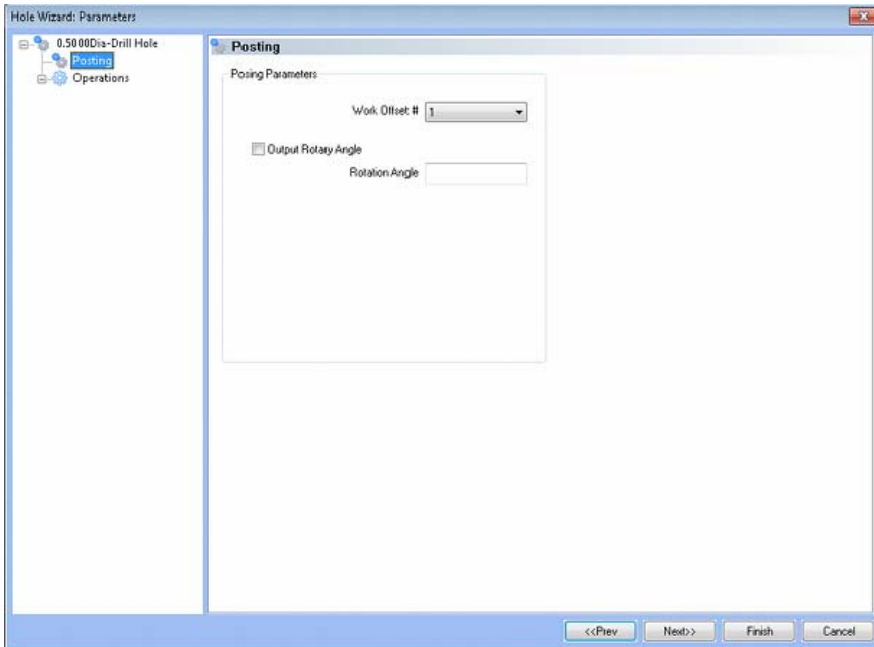 Hole Wizard: Parameters
0.5000Dia-Drill Hole
Posting
Operations
Posting
Posing Parameters
Work Offset #
1
Output Rotary Angle
Rotation Angle
<<Prev
Next>>
Finish
Cancel